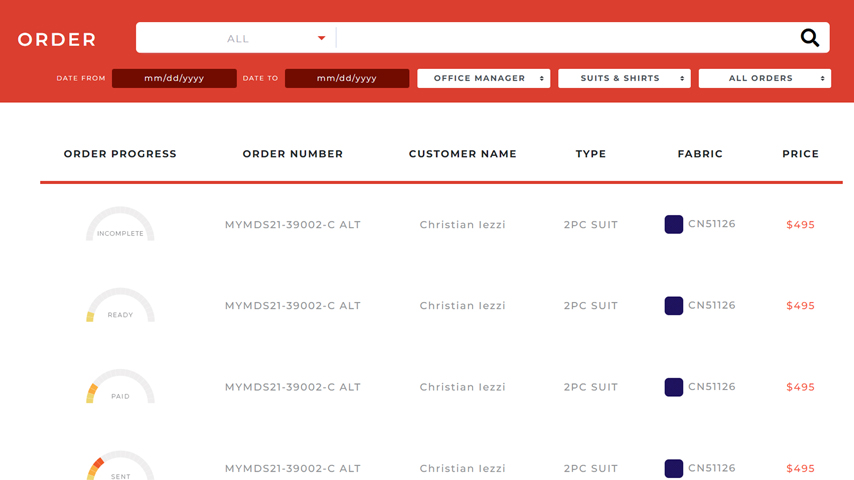 ORDER
ALL
DATE FROM mm/dd/yyyy DATE TO mm/dd/yyyy OFFICE MANAGER SUITS & SHIRTS ALL ORDERS
ORDER PROGRESS ORDER NUMBER CUSTOMER NAME TYPE FABRIC PRICE
INCOMPLETE MYMDS21-39002-C ALT Christian Iezzi 2PC SUIT CN51126 $495
READY MYMDS21-39002-C ALT Christian Iezzi 2PC SUIT CN51126 $495
PAID MYMDS21-39002-C ALT Christian Iezzi 2PC SUIT CN51126 $495
SENT MYMDS21-39002-C ALT Christian Iezzi 2PC SUIT CN51126 $495